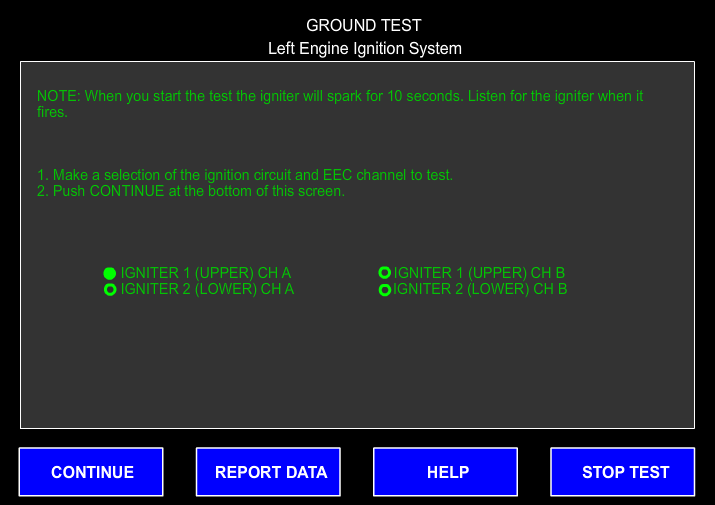 GROUND TEST
Left Engine Ignition System
NOTE: When you start the test the igniter will spark for 10 seconds. Listen for the igniter when it
fires.
1. Make a selection of the ignition circuit and EEC channel to test.
2. Push CONTINUE at the bottom of this screen.
IGNITER 1 (UPPER) CH A IGNITER 1 (UPPER) CH B
IGNITER 2 (LOWER) CH A IGNITER 2 (LOWER) CH B
CONTINUE REPORT DATA HELP STOP TEST